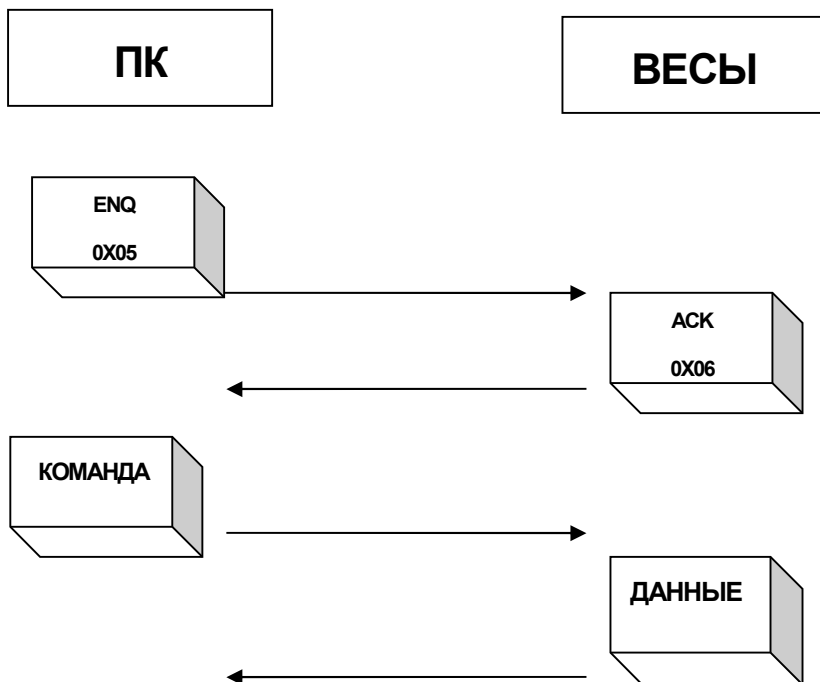 ПК
ВЕСЫ
ENQ
0X05
ACK
0X06
КОМАНДА
ДАННЫЕ